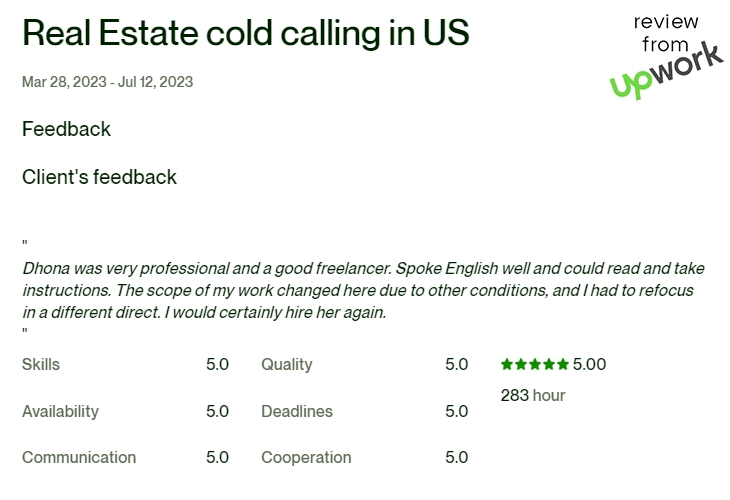 Real Estate cold calling in US
review
from
upwork
Mar 28, 2023 - Jul 12, 2023
Feedback
Client's feedback
"
Dhona was very professional and a good freelancer. Spoke English well and could read and take
instructions. The scope of my work changed here due to other conditions, and I had to refocus
in a different direct. I would certainly hire her again.
"
Skills 5.0 Quality 5.0 ★★★★★ 5.00
283 hour
Availability 5.0 Deadlines 5.0
Communication 5.0 Cooperation 5.0